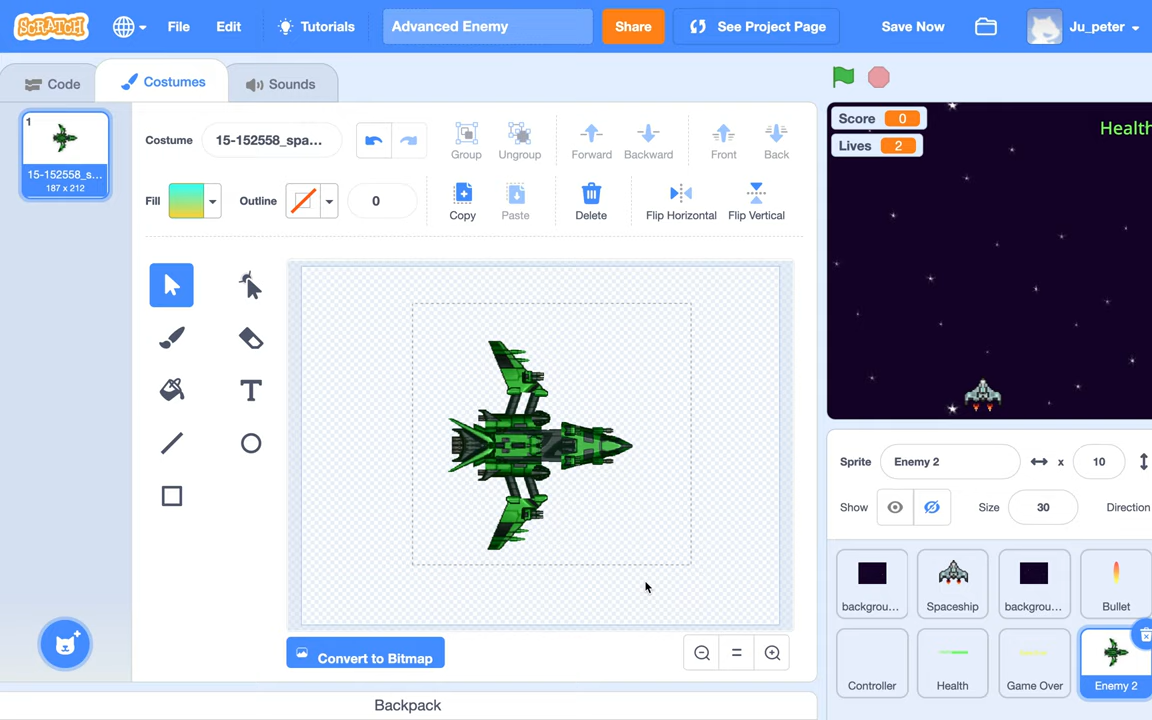 SCRATCH File Edit Tutorials Advanced Enemy Share See Project Page Save Now Ju_peter
Code Costumes Sounds
1
15-152558_s...
187 x 212
Costume 15-152558_spa... Group Ungroup Forward Backward Front Back
Fill Outline 0 Copy Paste Delete Flip Horizontal Flip Vertical
Convert to Bitmap
Backpack
Score 0
Lives 2
Health
Sprite Enemy 2 x 10
Show Size 30 Direction
backgrou... Spaceship backgrou... Bullet
Controller Health Game Over Enemy 2